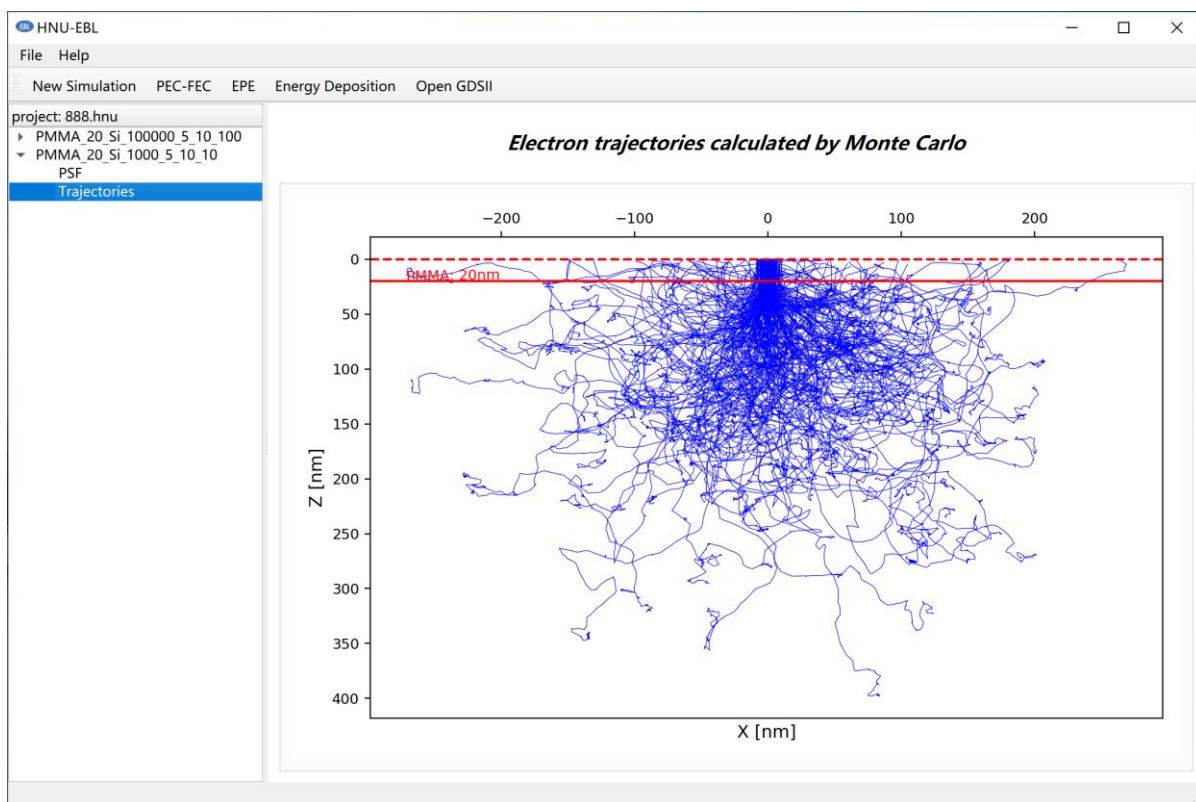 EBL HNU-EBL
File Help
New Simulation PEC-FEC EPE Energy Deposition Open GDSII
project: 888.hnu
PMMA_20_Si_100000_5_10_100
PMMA_20_Si_1000_5_10_10
PSF
Trajectories
Electron trajectories calculated by Monte Carlo
−200 −100 0 100 200
0
PMMA; 20nm
50
100
150
200
250
300
350
400
Z [nm]
X [nm]